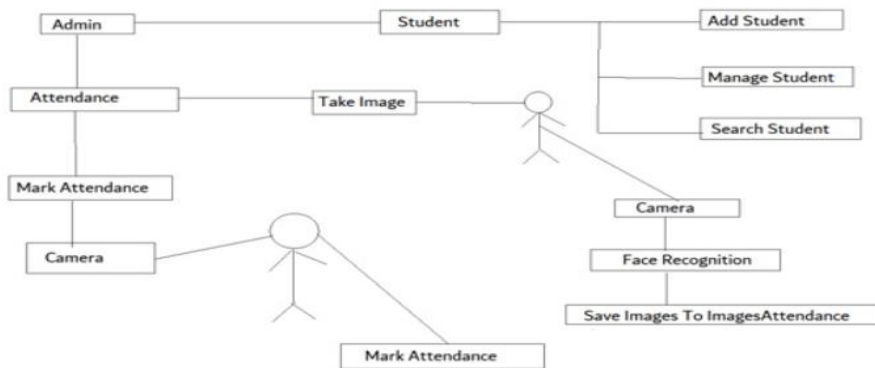 Admin
Student
Add Student
Attendance
Take Image
Manage Student
Search Student
Mark Attendance
Camera
Camera
Face Recognition
Save Images To ImagesAttendance
Mark Attendance